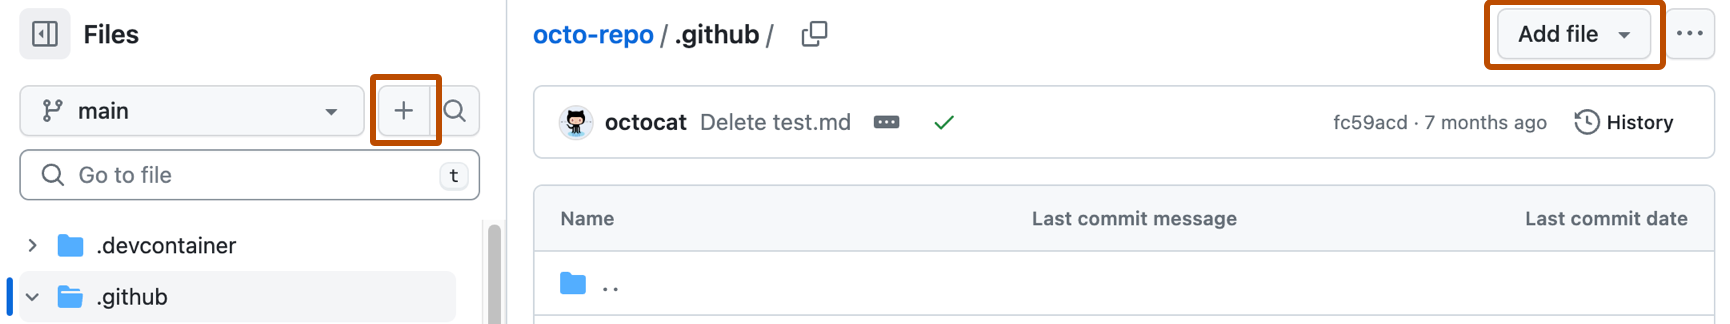 Files
main
Go to file
t
.devcontainer
.github
octo-repo / .github /
Add file
octocat Delete test.md
fc59acd · 7 months ago
History
Name Last commit message Last commit date
..